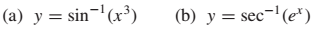 (a) y = sin⁻¹(x³) (b) y = sec⁻¹(eˣ)